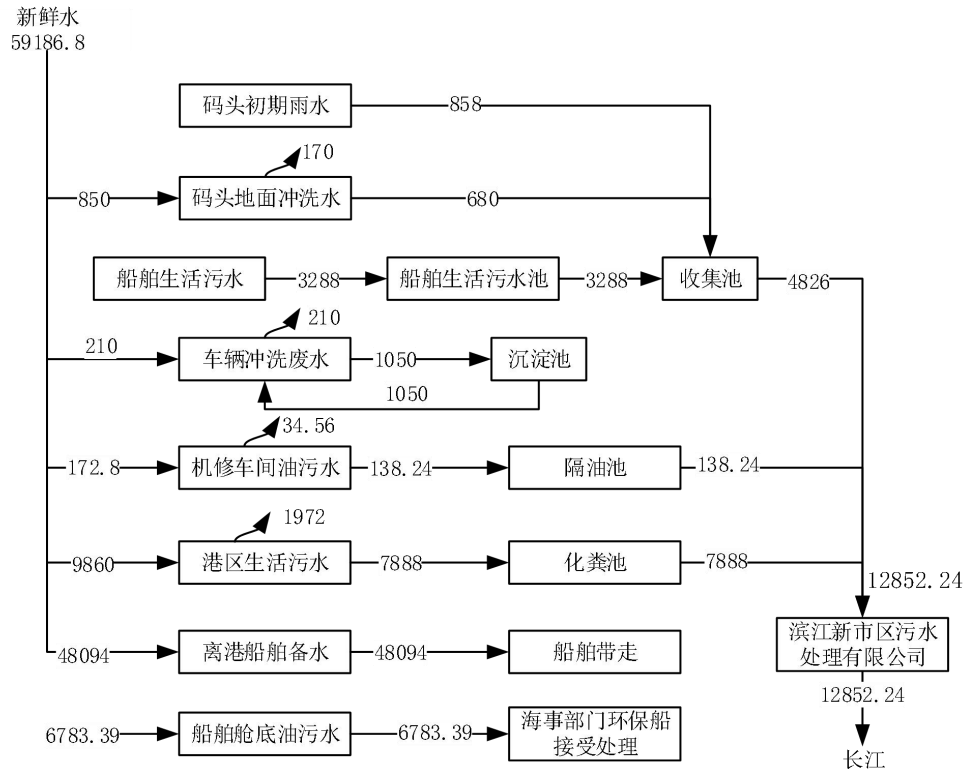 新鲜水
59186.8
码头初期雨水
858
170
850
码头地面冲洗水
680
船舶生活污水
3288
船舶生活污水池
3288
收集池
4826
210
210
车辆冲洗废水
1050
沉淀池
1050
34.56
172.8
机修车间油污水
138.24
隔油池
138.24
1972
9860
港区生活污水
7888
化粪池
7888
12852.24
48094
离港船舶备水
48094
船舶带走
滨江新市区污水
处理有限公司
12852.24
6783.39
船舶舱底油污水
6783.39
海事部门环保船
接受处理
长江